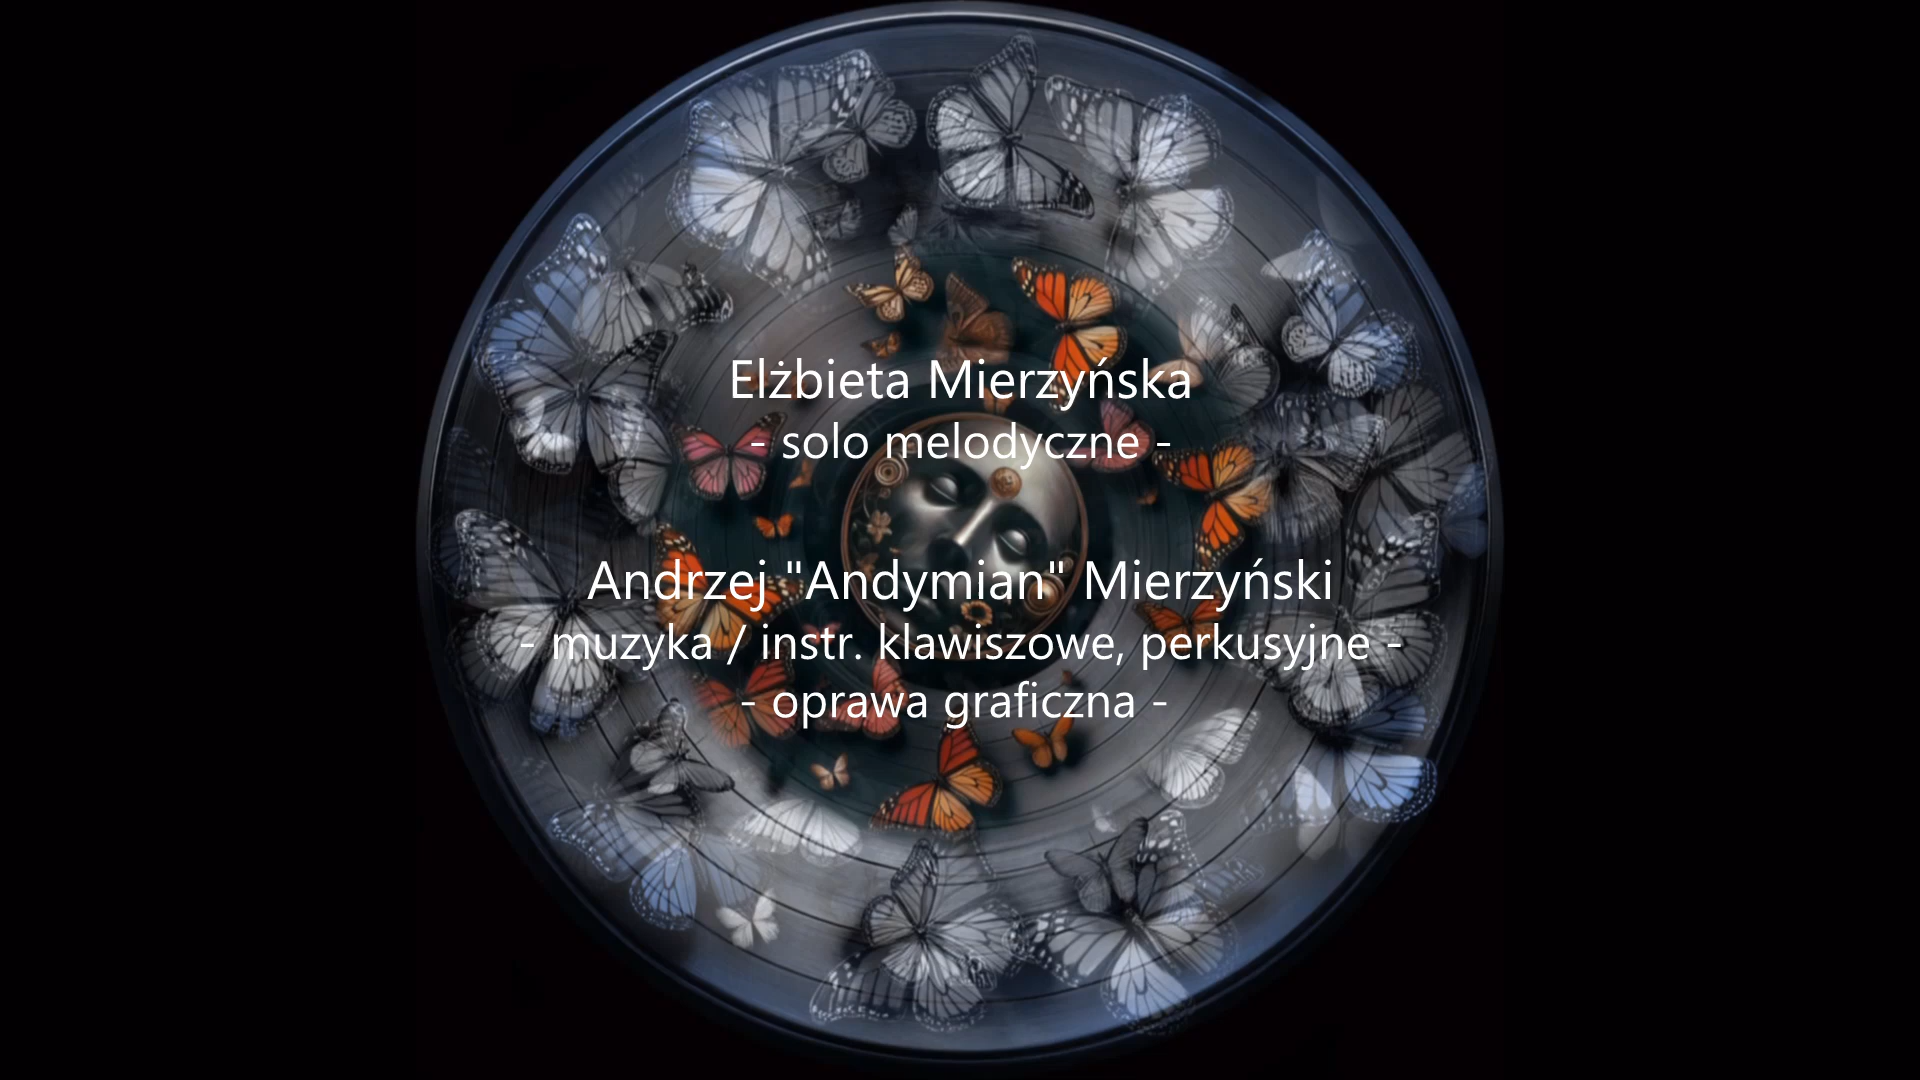 Elżbieta Mierzyńska
- solo melodyczne -
Andrzej "Andymian" Mierzyński
- muzyka / instr. klawiszowe, perkusyjne -
- oprawa graficzna -